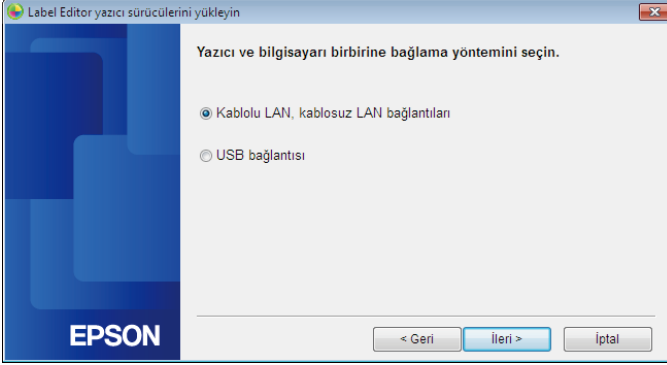 Label Editor yazıcı sürücülerini yükleyin
Yazıcı ve bilgisayarı birbirine bağlama yöntemini seçin.
Kablolu LAN, kablosuz LAN bağlantıları
USB bağlantısı
EPSON
< Geri
İleri >
İptal